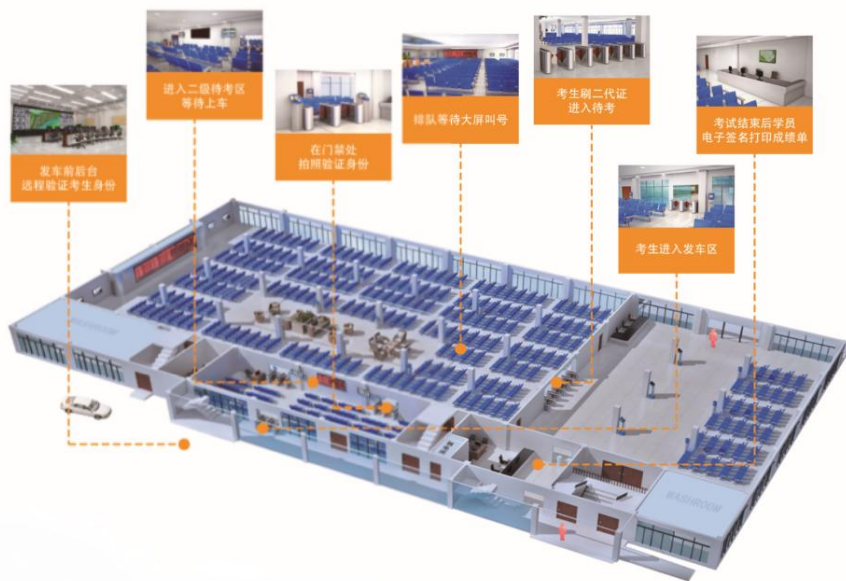 进入二级待考区
等待上车
发车前后台
远程验证考生身份
在门禁处
拍照验证身份
排队等待大屏叫号
考生刷二代证
进入待考
考试结束后学员
电子签名打印成绩单
考生进入发车区
WASHROOM
WASHROOM